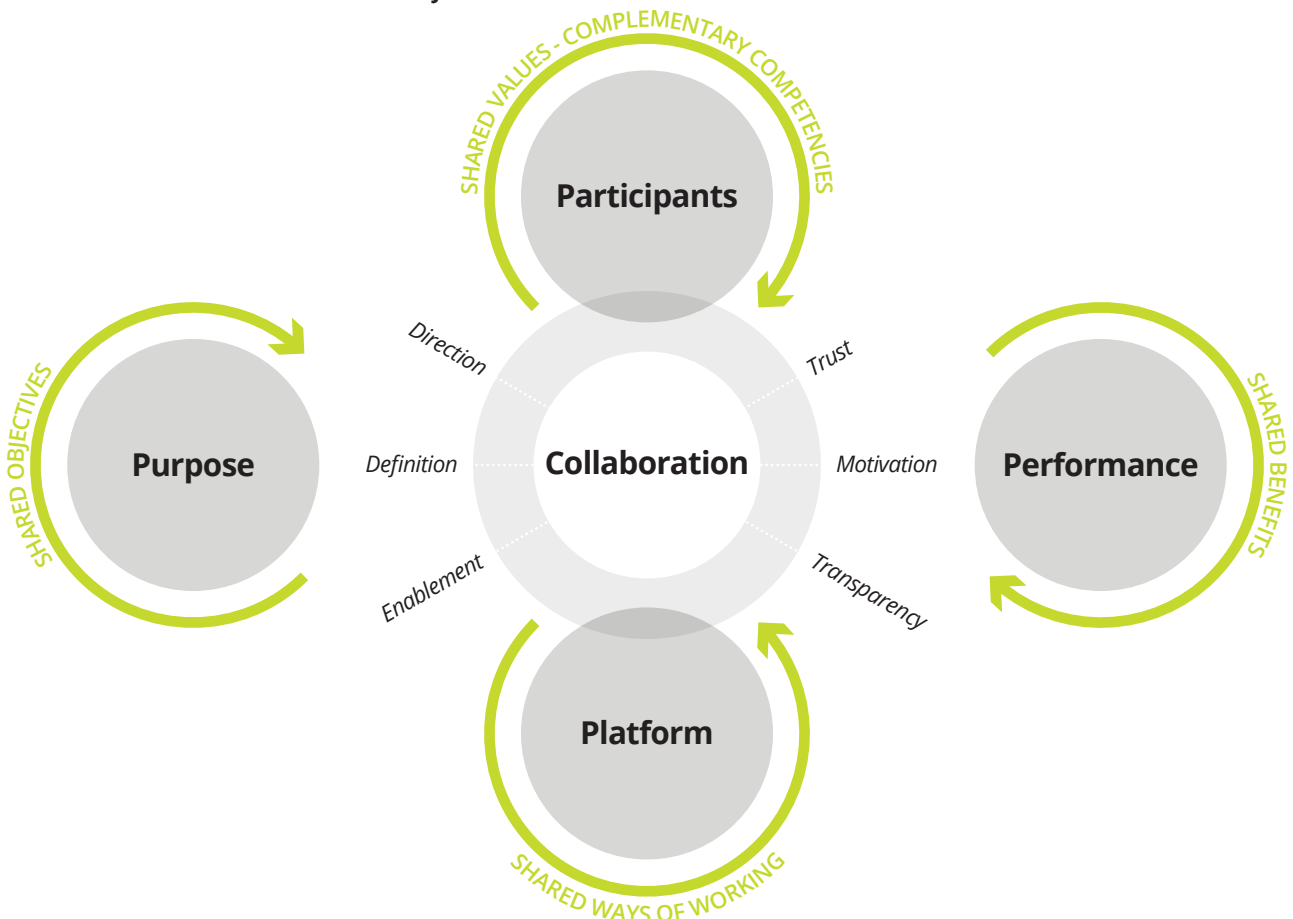 SHARED VALUES - COMPLEMENTARY COMPETENCIES
Participants
Direction
Trust
SHARED OBJECTIVES
Purpose
Definition
Collaboration
Motivation
Performance
SHARED BENEFITS
Enablement
Transparency
Platform
SHARED WAYS OF WORKING